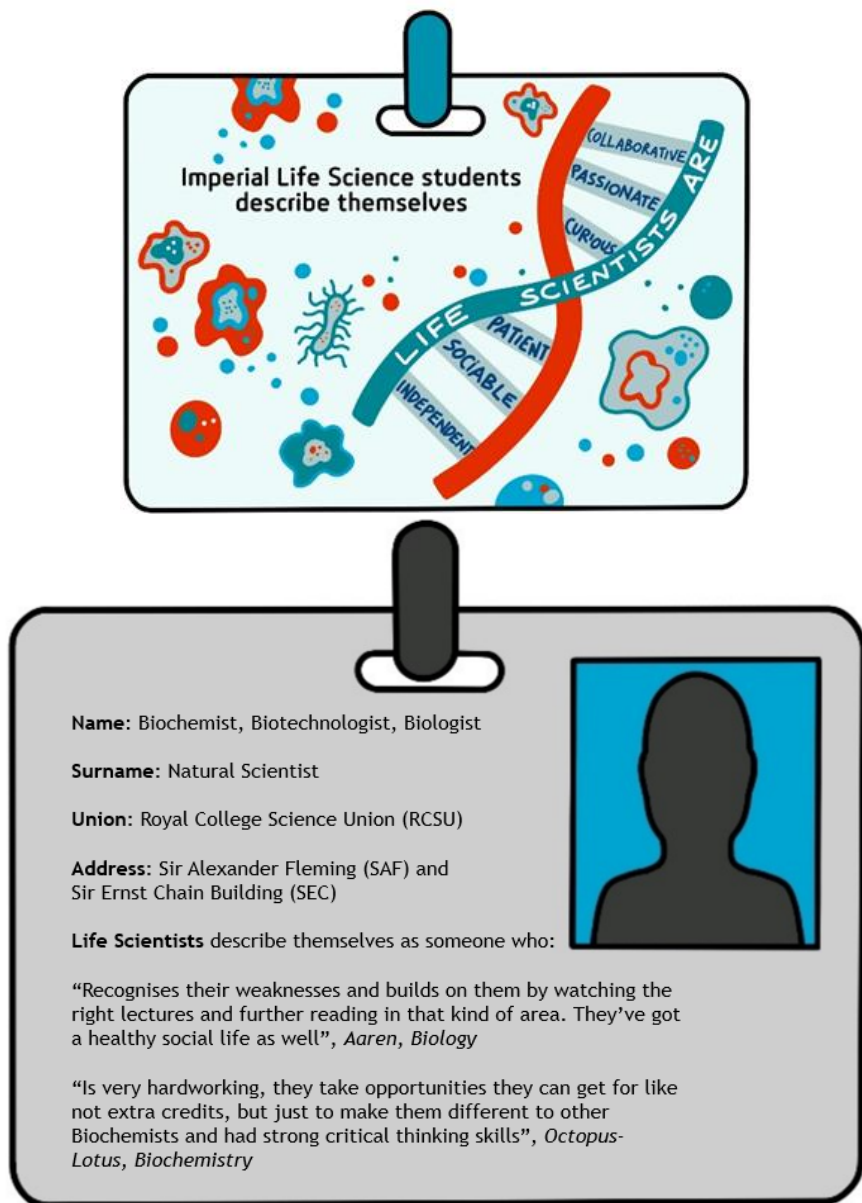 Imperial Life Science students
describe themselves
LIFE SCIENTISTS ARE
COLLABORATIVE
PASSIONATE
CURIOUS
PATIENT
SOCIABLE
INDEPENDENT
Name: Biochemist, Biotechnologist, Biologist
Surname: Natural Scientist
Union: Royal College Science Union (RCSU)
Address: Sir Alexander Fleming (SAF) and
Sir Ernst Chain Building (SEC)
Life Scientists describe themselves as someone who:
“Recognises their weaknesses and builds on them by watching the
right lectures and further reading in that kind of area. They’ve got
a healthy social life as well”, Aaren, Biology
“Is very hardworking, they take opportunities they can get for like
not extra credits, but just to make them different to other
Biochemists and had strong critical thinking skills”, Octopus-
Lotus, Biochemistry